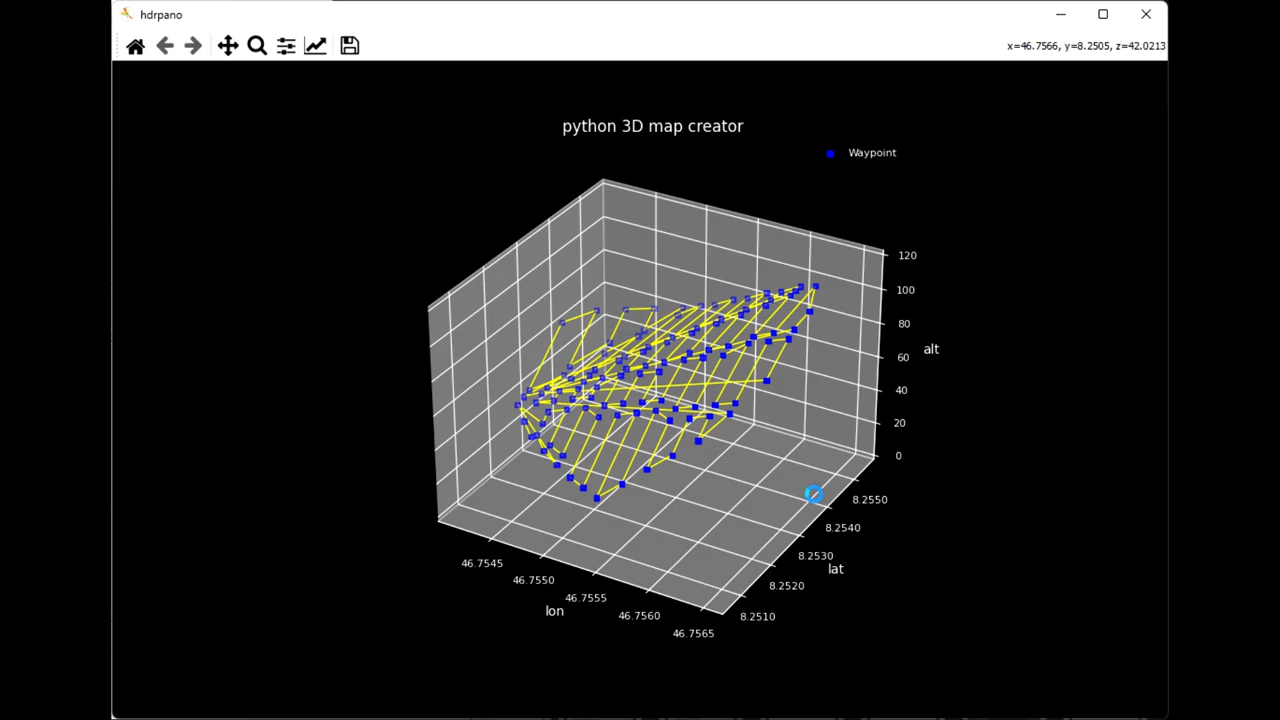 hdrpano
x=46.7566, y=8.2505, z=42.0213
python 3D map creator
Waypoint
120
100
80
60
40
20
0
alt
8.2550
8.2540
8.2530
8.2520
8.2510
lat
46.7545
46.7550
46.7555
46.7560
46.7565
lon